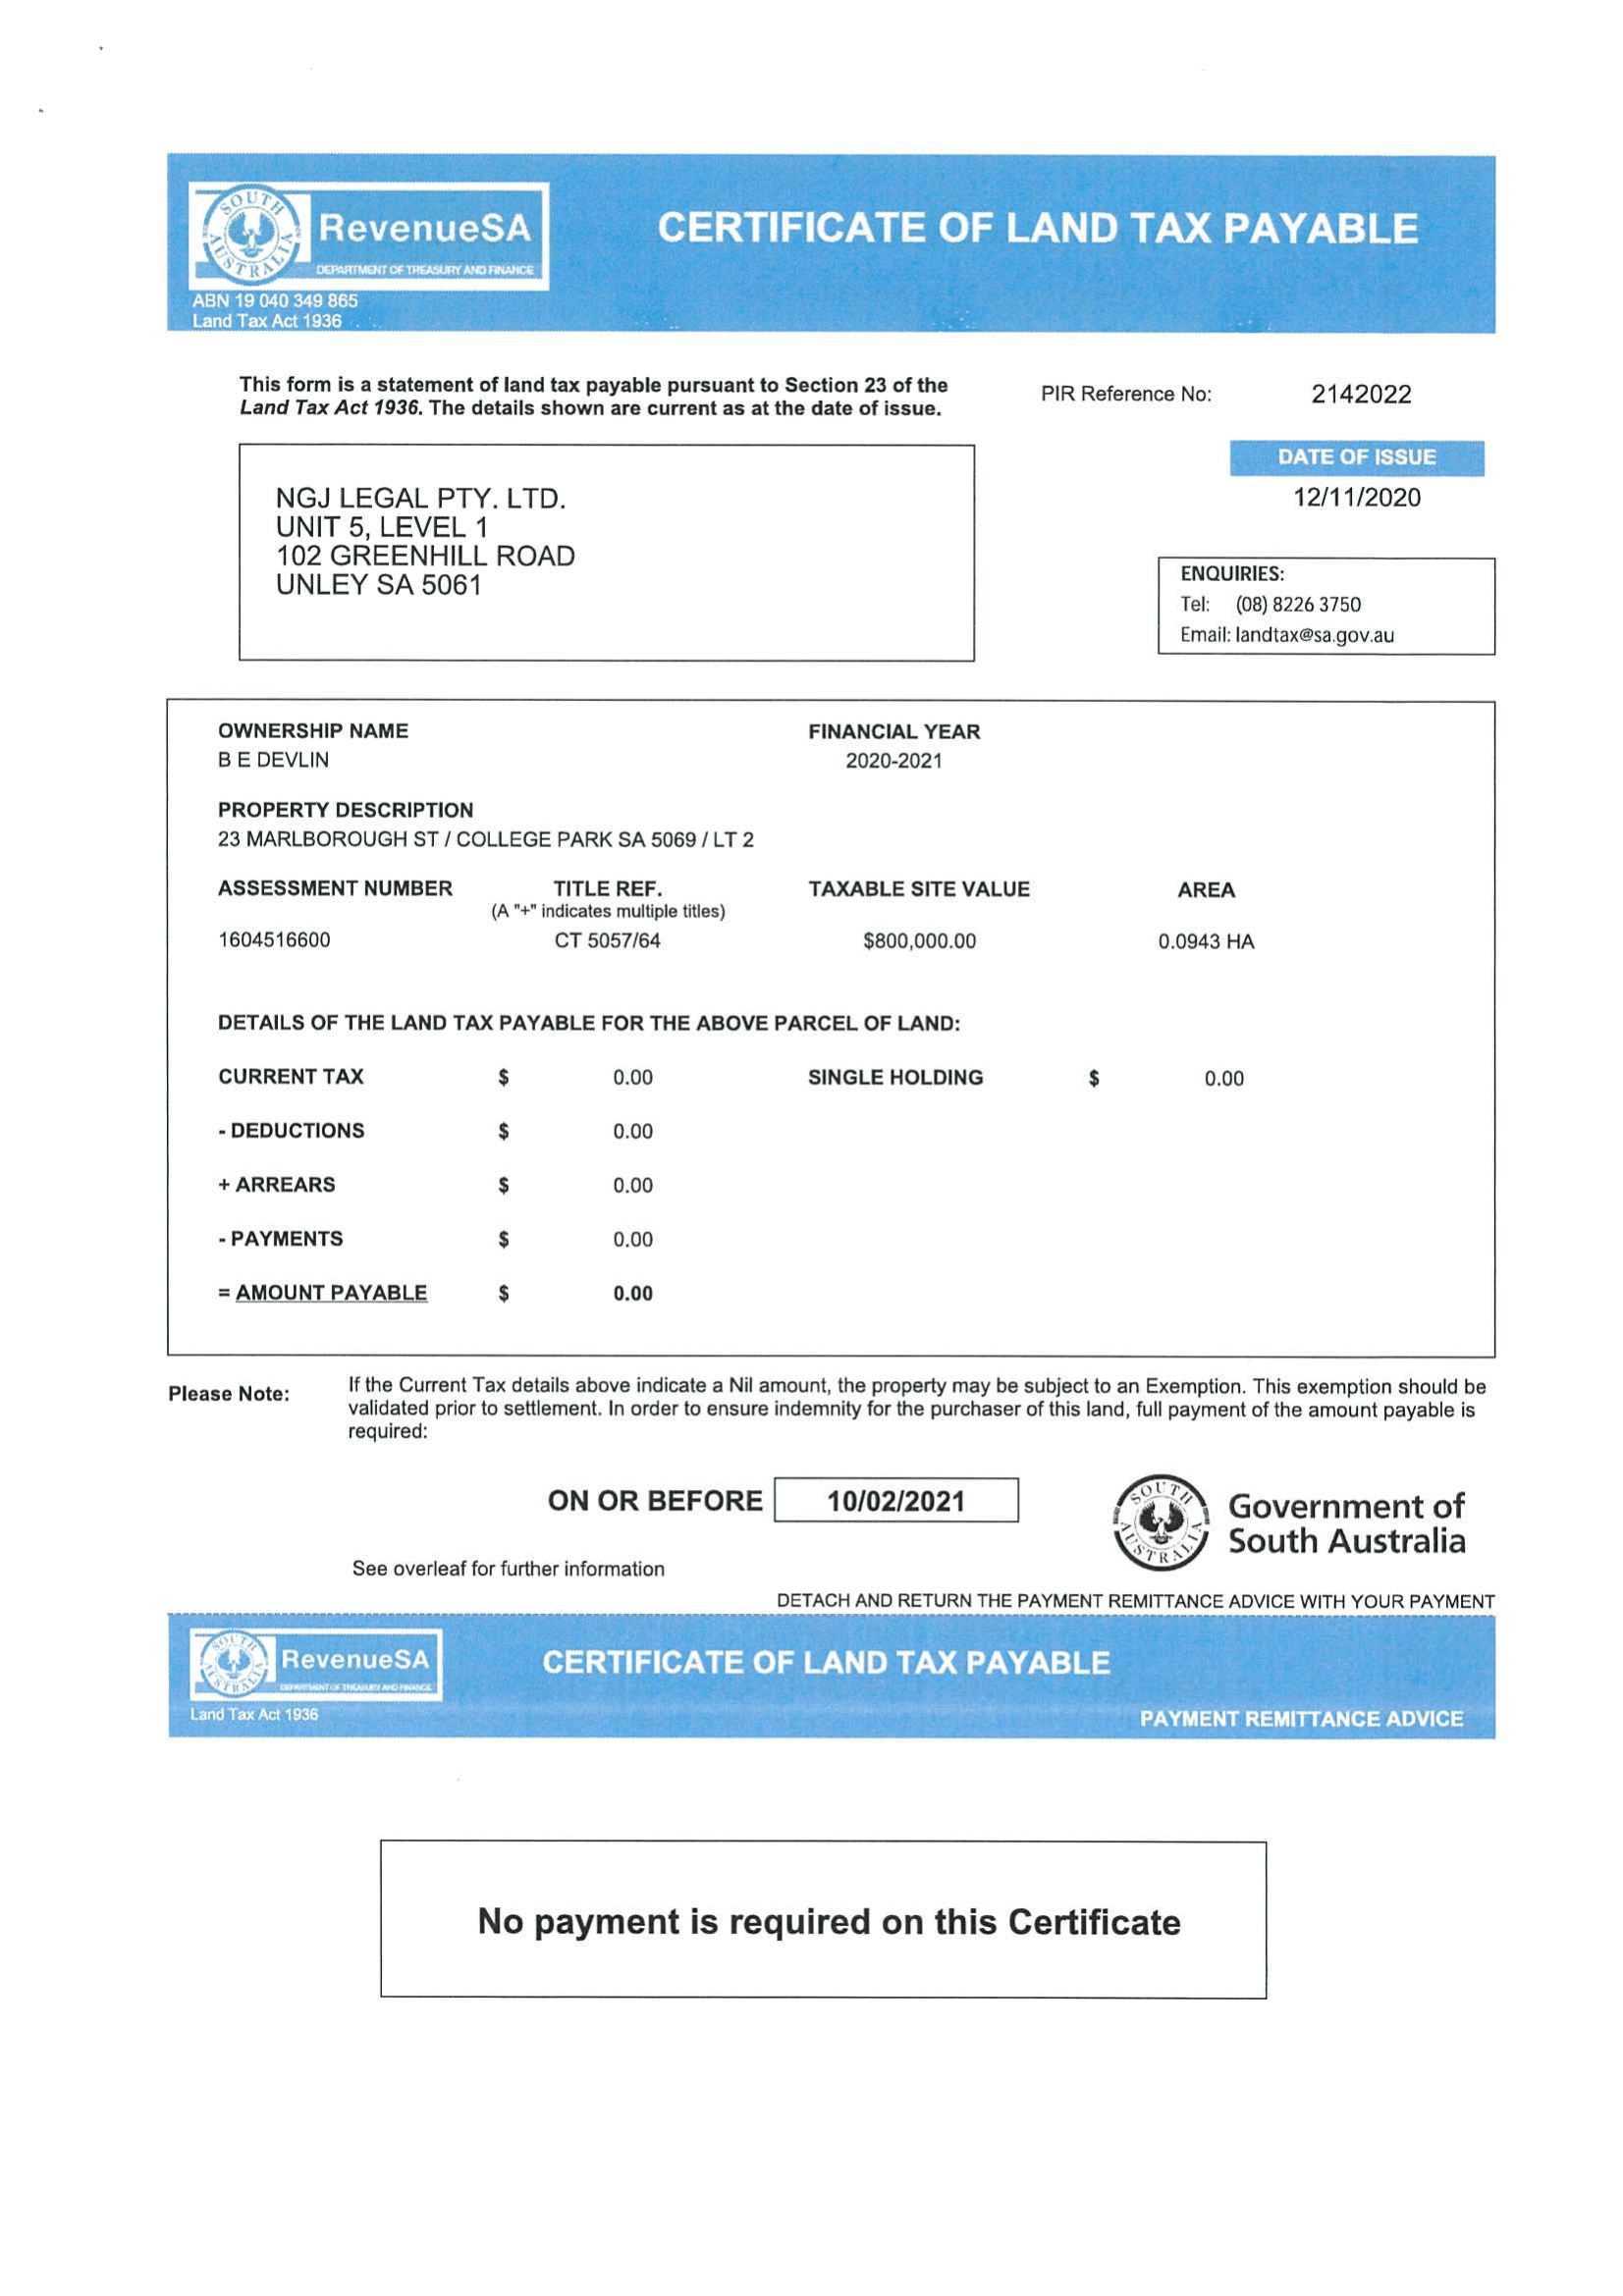 SOUTH AUSTRALIA
RevenueSA
DEPARTMENT OF TREASURY AND FINANCE
ABN 19 040 349 865
Land Tax Act 1936
CERTIFICATE OF LAND TAX PAYABLE
This form is a statement of land tax payable pursuant to Section 23 of the
Land Tax Act 1936. The details shown are current as at the date of issue.
PIR Reference No: 2142022
DATE OF ISSUE
12/11/2020
NGJ LEGAL PTY. LTD.
UNIT 5, LEVEL 1
102 GREENHILL ROAD
UNLEY SA 5061
ENQUIRIES:
Tel: (08) 8226 3750
Email: landtax@sa.gov.au
OWNERSHIP NAME FINANCIAL YEAR
B E DEVLIN 2020-2021
PROPERTY DESCRIPTION
23 MARLBOROUGH ST / COLLEGE PARK SA 5069 / LT 2
ASSESSMENT NUMBER TITLE REF. TAXABLE SITE VALUE AREA
(A "+" indicates multiple titles)
1604516600 CT 5057/64 $800,000.00 0.0943 HA
DETAILS OF THE LAND TAX PAYABLE FOR THE ABOVE PARCEL OF LAND:
CURRENT TAX $ 0.00 SINGLE HOLDING $ 0.00
- DEDUCTIONS $ 0.00
+ ARREARS $ 0.00
- PAYMENTS $ 0.00
= AMOUNT PAYABLE $ 0.00
Please Note: If the Current Tax details above indicate a Nil amount, the property may be subject to an Exemption. This exemption should be
validated prior to settlement. In order to ensure indemnity for the purchaser of this land, full payment of the amount payable is
required:
ON OR BEFORE 10/02/2021
SOUTH AUSTRALIA
Government of
South Australia
See overleaf for further information
DETACH AND RETURN THE PAYMENT REMITTANCE ADVICE WITH YOUR PAYMENT
SOUTH AUSTRALIA
RevenueSA
DEPARTMENT OF TREASURY AND FINANCE
Land Tax Act 1936
CERTIFICATE OF LAND TAX PAYABLE
PAYMENT REMITTANCE ADVICE
No payment is required on this Certificate